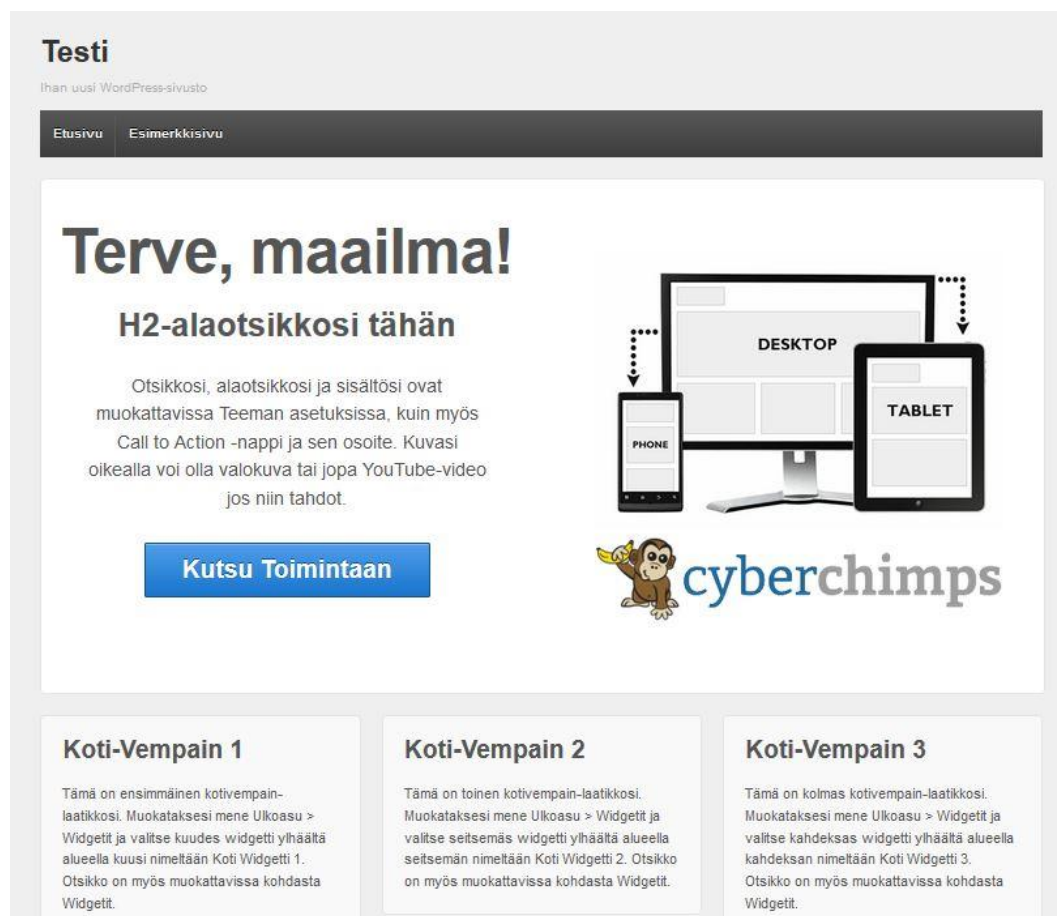 Testi
Ihan uusi WordPress-sivusto
Etusivu Esimerkkisivu
Terve, maailma!
H2-alaotsikkosi tähän
Otsikkosi, alaotsikkosi ja sisältösi ovat
muokattavissa Teeman asetuksissa, kuin myös
Call to Action -nappi ja sen osoite. Kuvasi
oikealla voi olla valokuva tai jopa YouTube-video
jos niin tahdot.
Kutsu Toimintaan
DESKTOP
TABLET
PHONE
cyberchimps
Koti-Vempain 1
Tämä on ensimmäinen kotivempain-
laatikkosi. Muokataksesi mene Ulkoasu >
Widgetit ja valitse kuudes widgetti ylhäältä
alueella kuusi nimeltään Koti Widgetti 1.
Otsikko on myös muokattavissa kohdasta
Widgetit.
Koti-Vempain 2
Tämä on toinen kotivempain-laatikkosi.
Muokataksesi mene Ulkoasu > Widgetit ja
valitse seitsemäs widgetti ylhäältä alueella
seitsemän nimeltään Koti Widgetti 2. Otsikko
on myös muokattavissa kohdasta Widgetit.
Koti-Vempain 3
Tämä on kolmas kotivempain-laatikkosi.
Muokataksesi mene Ulkoasu > Widgetit ja
valitse kahdeksas widgetti ylhäältä alueella
kahdeksan nimeltään Koti Widgetti 3.
Otsikko on myös muokattavissa kohdasta
Widgetit.